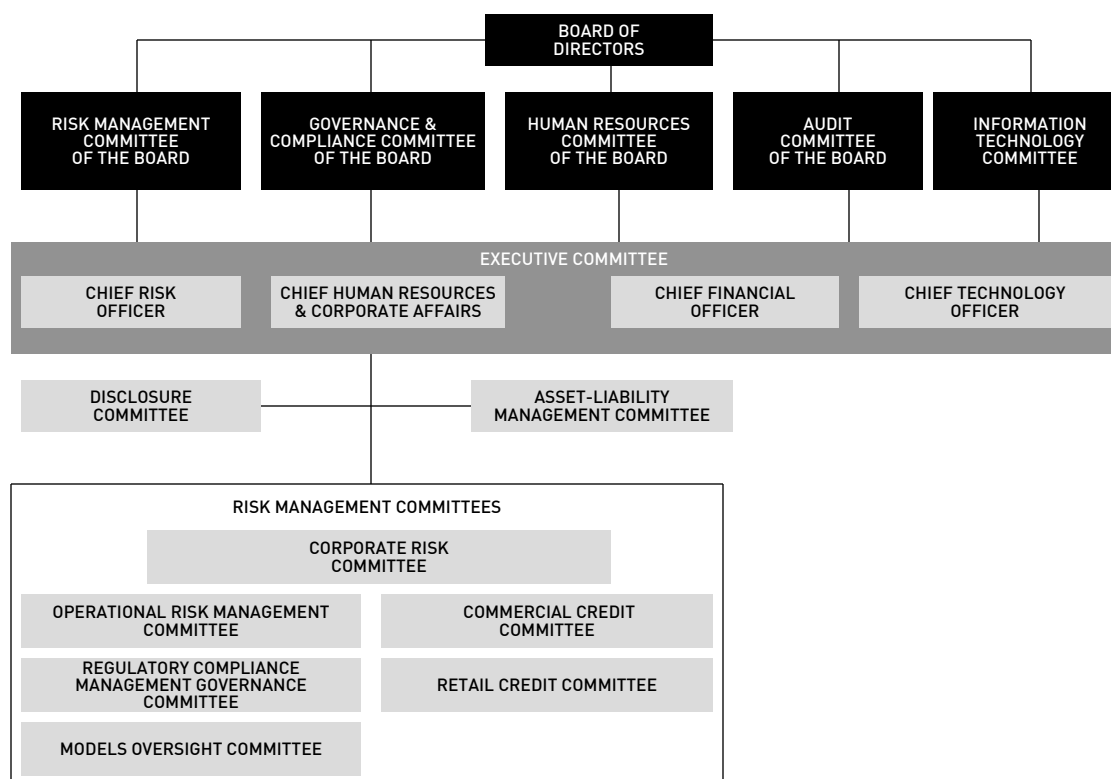 BOARD OF
DIRECTORS
RISK MANAGEMENT
COMMITTEE
OF THE BOARD
GOVERNANCE &
COMPLIANCE COMMITTEE
OF THE BOARD
HUMAN RESOURCES
COMMITTEE
OF THE BOARD
AUDIT
COMMITTEE
OF THE BOARD
INFORMATION
TECHNOLOGY
COMMITTEE
EXECUTIVE COMMITTEE
CHIEF RISK
OFFICER
CHIEF HUMAN RESOURCES
& CORPORATE AFFAIRS
CHIEF FINANCIAL
OFFICER
CHIEF TECHNOLOGY
OFFICER
DISCLOSURE
COMMITTEE
ASSET-LIABILITY
MANAGEMENT COMMITTEE
RISK MANAGEMENT COMMITTEES
CORPORATE RISK
COMMITTEE
OPERATIONAL RISK MANAGEMENT
COMMITTEE
COMMERCIAL CREDIT
COMMITTEE
REGULATORY COMPLIANCE
MANAGEMENT GOVERNANCE
COMMITTEE
RETAIL CREDIT COMMITTEE
MODELS OVERSIGHT COMMITTEE